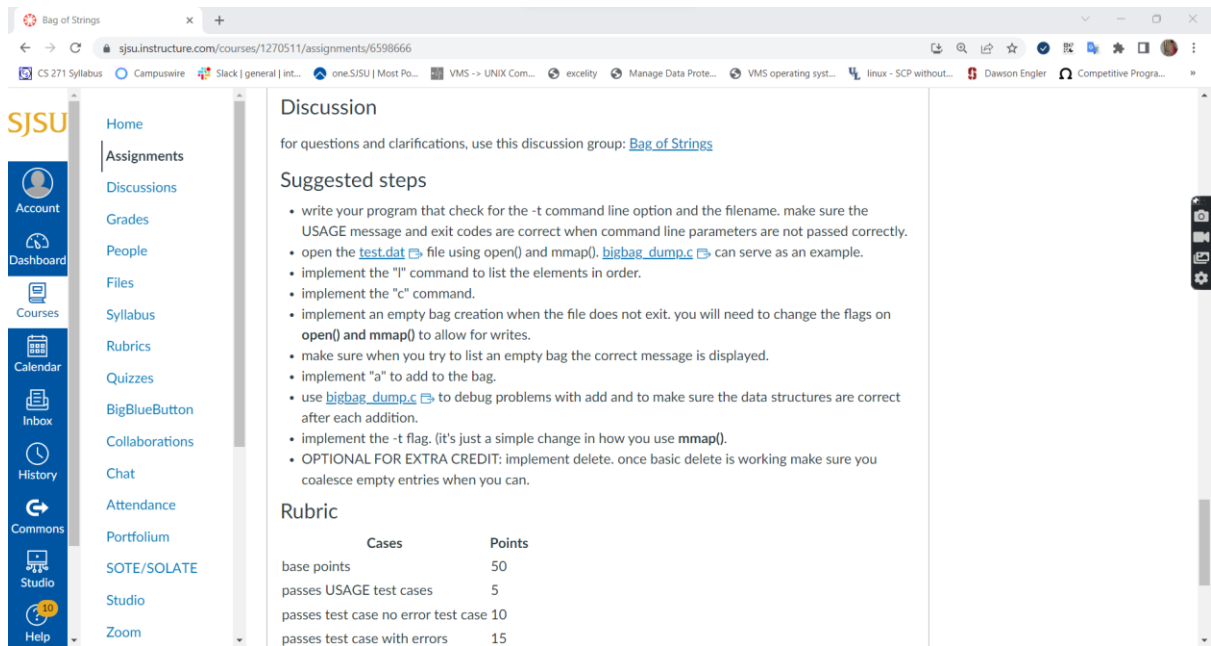 Bag of Strings
sjsu.instructure.com/courses/1270511/assignments/6598666
CS 271 Syllabus
Campuswire
Slack | general | int...
one.SJSU | Most Po...
VMS -> UNIX Com...
excelity
Manage Data Prote...
VMS operating syst...
linux - SCP without...
Dawson Engler
Competitive Progra...
»
SJSU
Account
Dashboard
Courses
Calendar
Inbox
History
Commons
Studio
10
Help
Home
Assignments
Discussions
Grades
People
Files
Syllabus
Rubrics
Quizzes
BigBlueButton
Collaborations
Chat
Attendance
Portfolium
SOTE/SOLATE
Studio
Zoom
Discussion
for questions and clarifications, use this discussion group: Bag of Strings
Suggested steps
• write your program that check for the -t command line option and the filename. make sure the
USAGE message and exit codes are correct when command line parameters are not passed correctly.
• open the test.dat file using open() and mmap(). bigbag_dump.c can serve as an example.
• implement the "l" command to list the elements in order.
• implement the "c" command.
• implement an empty bag creation when the file does not exit. you will need to change the flags on
open() and mmap() to allow for writes.
• make sure when you try to list an empty bag the correct message is displayed.
• implement "a" to add to the bag.
• use bigbag_dump.c to debug problems with add and to make sure the data structures are correct
after each addition.
• implement the -t flag. (it's just a simple change in how you use mmap().
• OPTIONAL FOR EXTRA CREDIT: implement delete. once basic delete is working make sure you
coalesce empty entries when you can.
Rubric
Cases Points
base points 50
passes USAGE test cases 5
passes test case no error test case 10
passes test case with errors 15